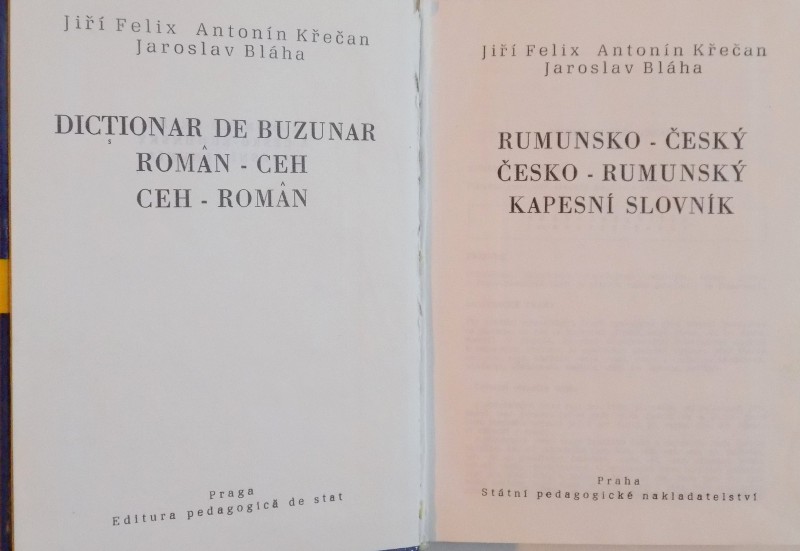 Jiří Felix Antonín Křečan
Jaroslav Bláha
DICȚIONAR DE BUZUNAR
ROMÂN - CEH
CEH - ROMÂN
Praga
Editura pedagogică de stat
Jiří Felix Antonín Křečan
Jaroslav Bláha
RUMUNSKO - ČESKÝ
ČESKO - RUMUNSKÝ
KAPESNÍ SLOVNÍK
Praha
Státní pedagogické nakladatelství